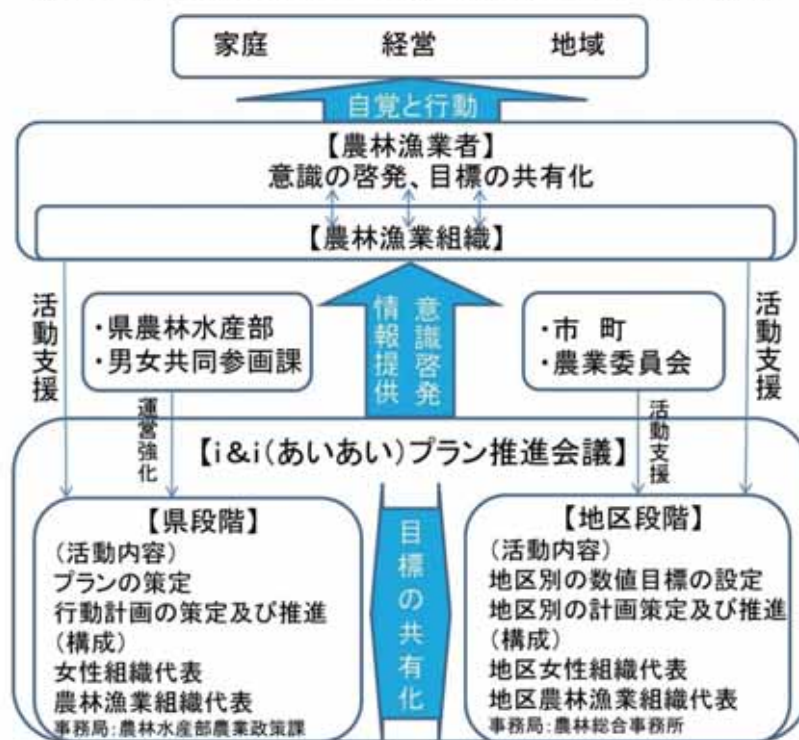 家庭 経営 地域
自覚と行動
【農林漁業者】
意識の啓発、目標の共有化
【農林漁業組織】
活動支援
・県農林水産部
・男女共同参画課
運営強化
意識啓発
情報提供
・市 町
・農業委員会
活動支援
活動支援
【i&i(あいあい)プラン推進会議】
【県段階】
(活動内容)
プランの策定
行動計画の策定及び推進
(構成)
女性組織代表
農林漁業組織代表
事務局:農林水産部農業政策課
目標の共有化
【地区段階】
(活動内容)
地区別の数値目標の設定
地区別の計画策定及び推進
(構成)
地区女性組織代表
地区農林漁業組織代表
事務局:農林総合事務所